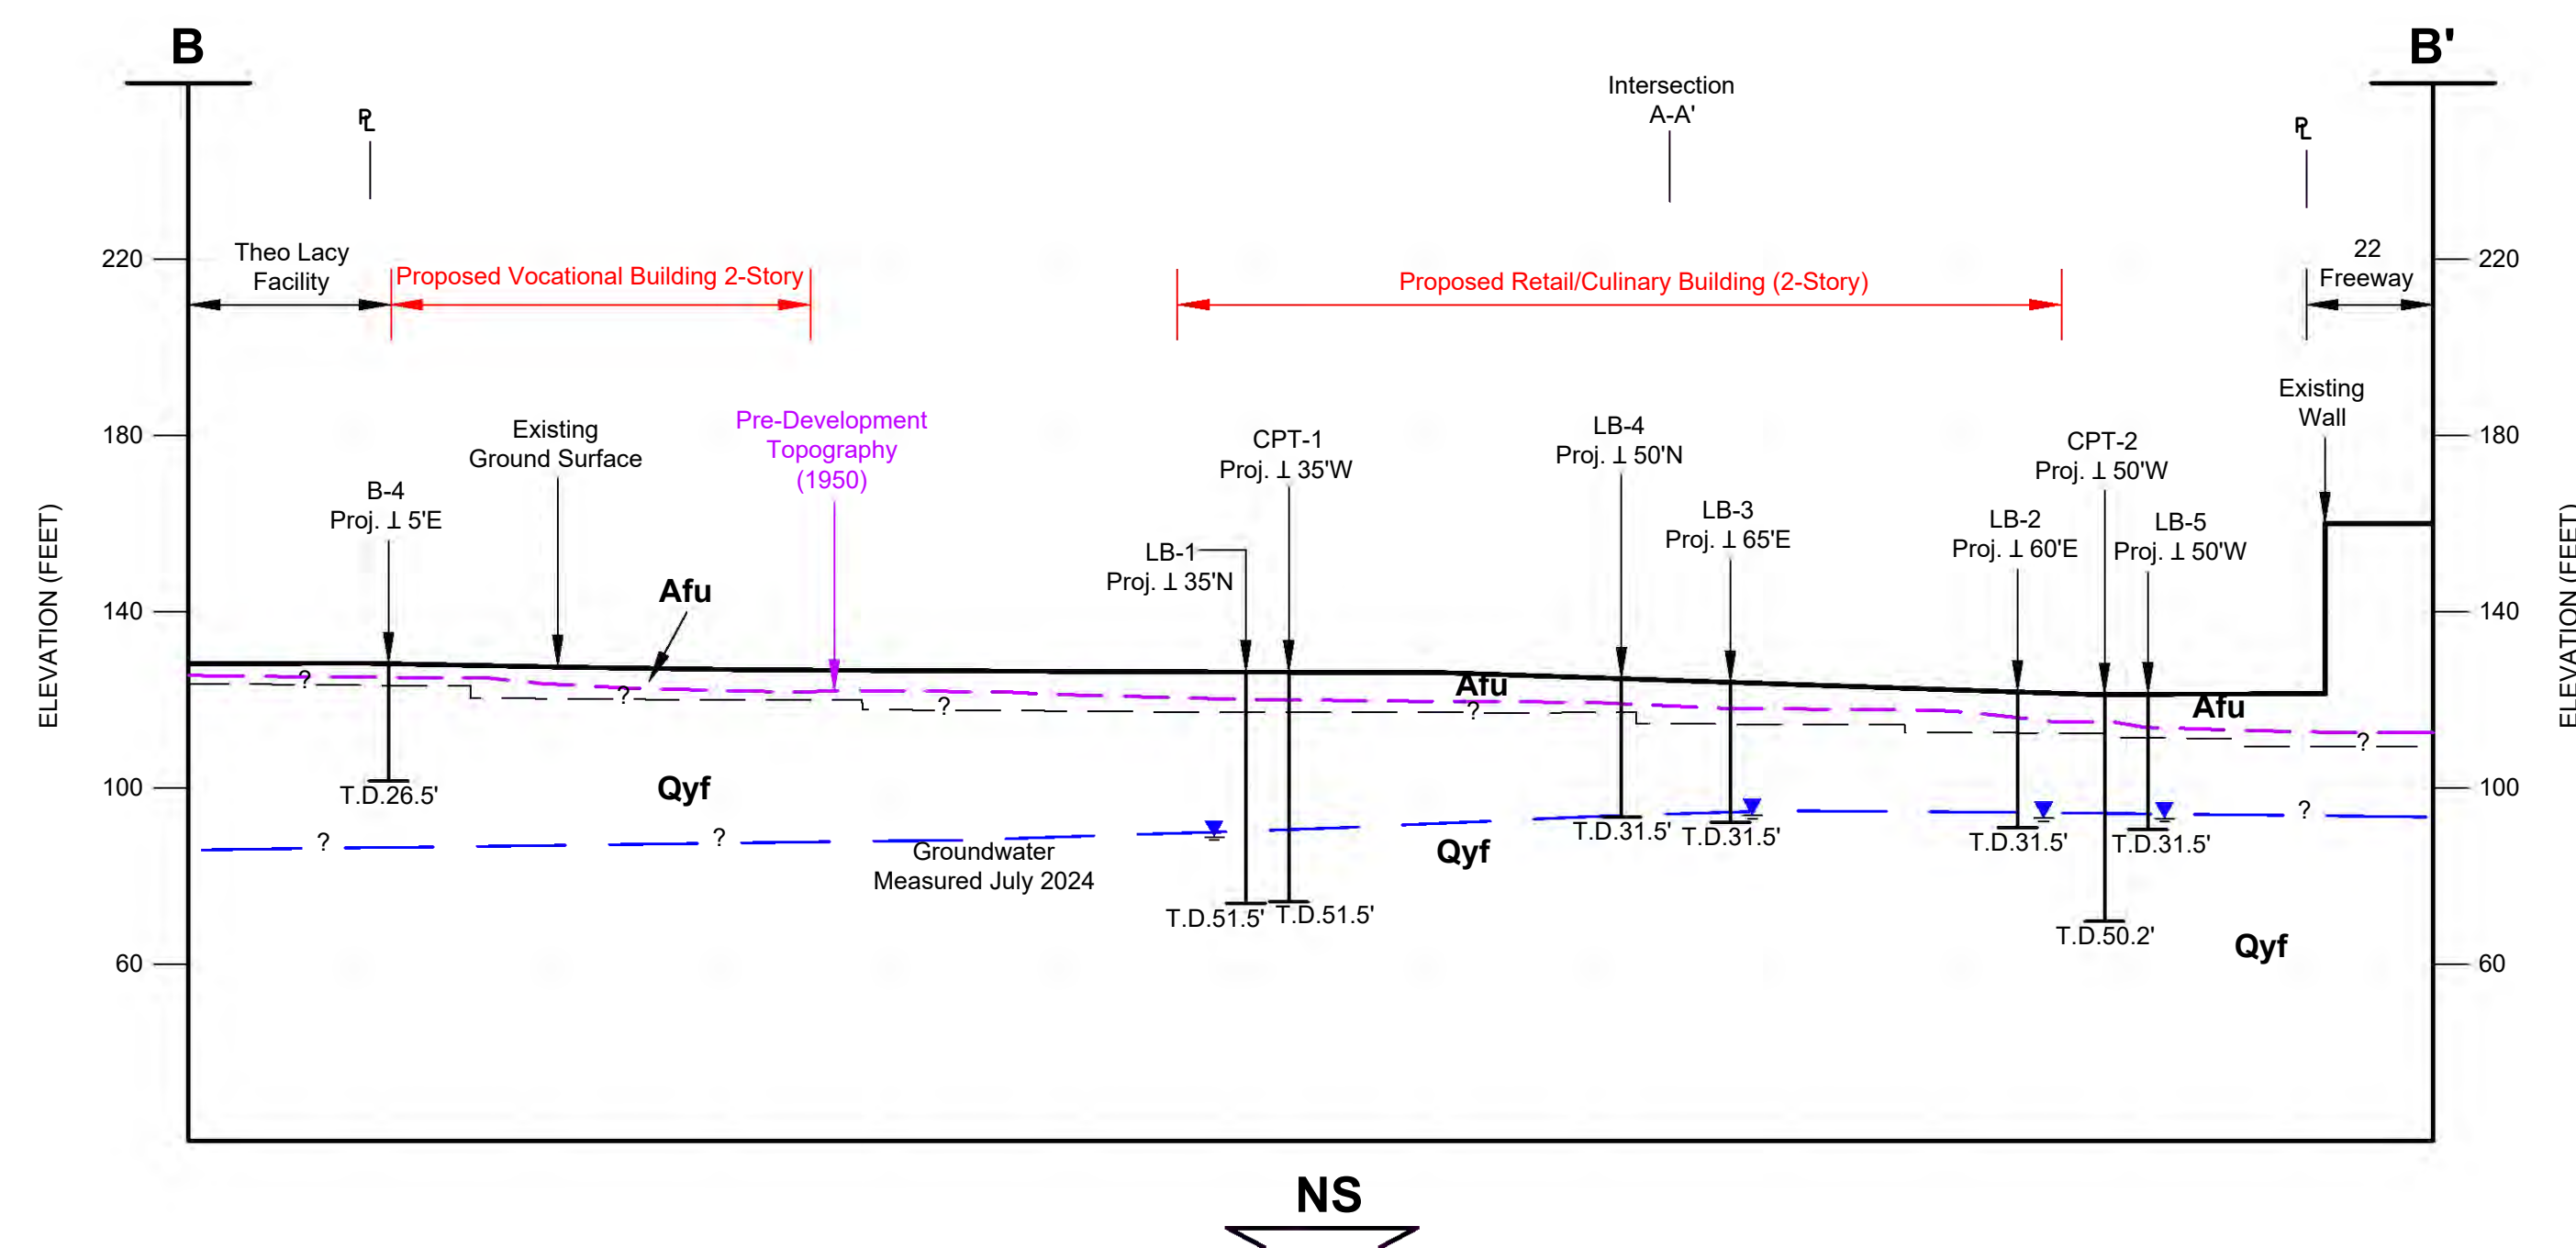 B
B'
Intersection
A-A'
PL
PL
Theo Lacy
Facility
Proposed Vocational Building 2-Story
Proposed Retail/Culinary Building (2-Story)
22
Freeway
220
220
Existing
Wall
180
180
Existing
Ground Surface
Pre-Development
Topography
(1950)
CPT-1
Proj. ⊥ 35'W
LB-4
Proj. ⊥ 50'N
CPT-2
Proj. ⊥ 50'W
B-4
Proj. ⊥ 5'E
LB-3
Proj. ⊥ 65'E
LB-2
Proj. ⊥ 60'E
LB-5
Proj. ⊥ 50'W
LB-1
Proj. ⊥ 35'N
ELEVATION (FEET)
ELEVATION (FEET)
140
140
Afu
Afu
Afu
?
?
?
?
?
100
100
T.D.26.5'
Qyf
?
?
?
Groundwater
Measured July 2024
Qyf
T.D.31.5'
T.D.31.5'
T.D.31.5'
T.D.31.5'
T.D.51.5'
T.D.51.5'
T.D.50.2'
Qyf
60
60
NS